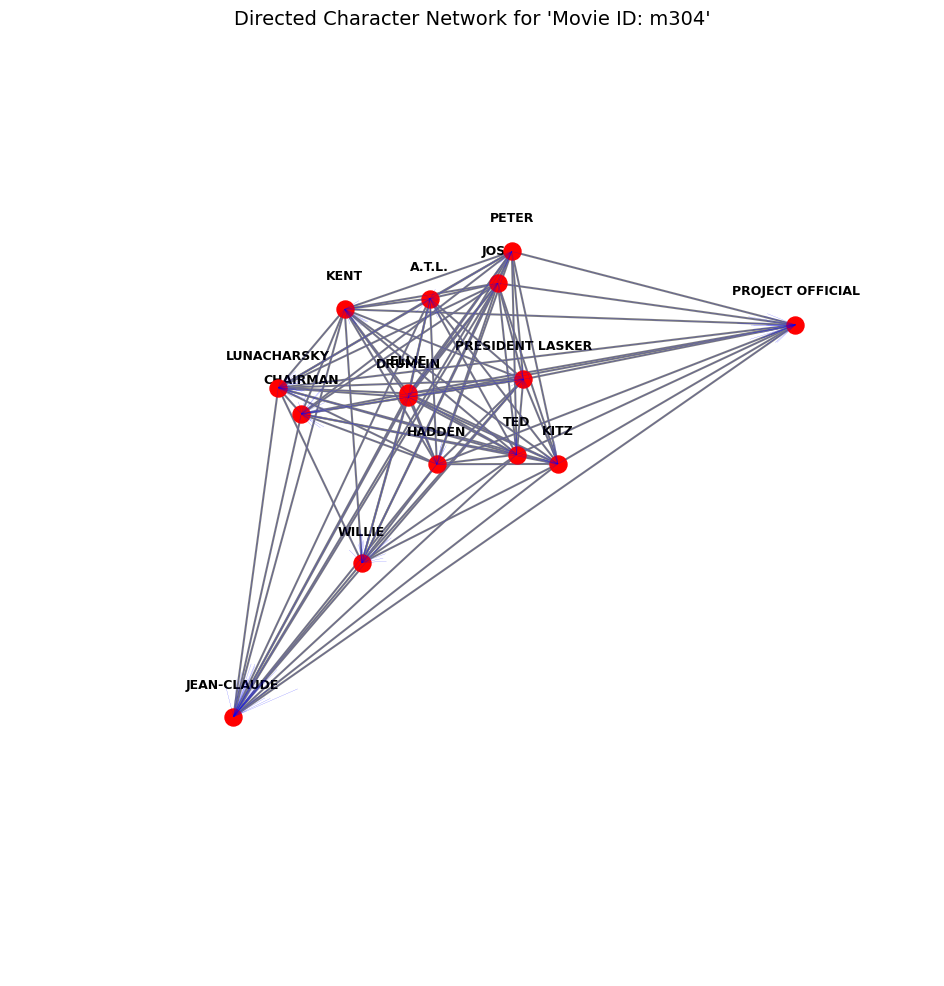 Directed Character Network for 'Movie ID: m304'
PETER
JOS
A.T.L.
KENT
PROJECT OFFICIAL
PRESIDENT LASKER
LUNACHARSKY
ELLIE
DRUMLIN
CHAIRMAN
TED
KITZ
HADDEN
WILLIE
JEAN-CLAUDE